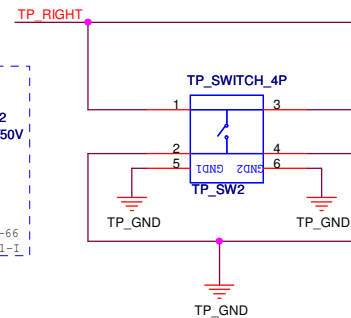 TP_RIGHT
TP_SWITCH_4P
2
50V
1
3
2
4
5
GND1
GND2
6
TP_SW2
TP_GND
TP_GND
-66
1-I
TP_GND